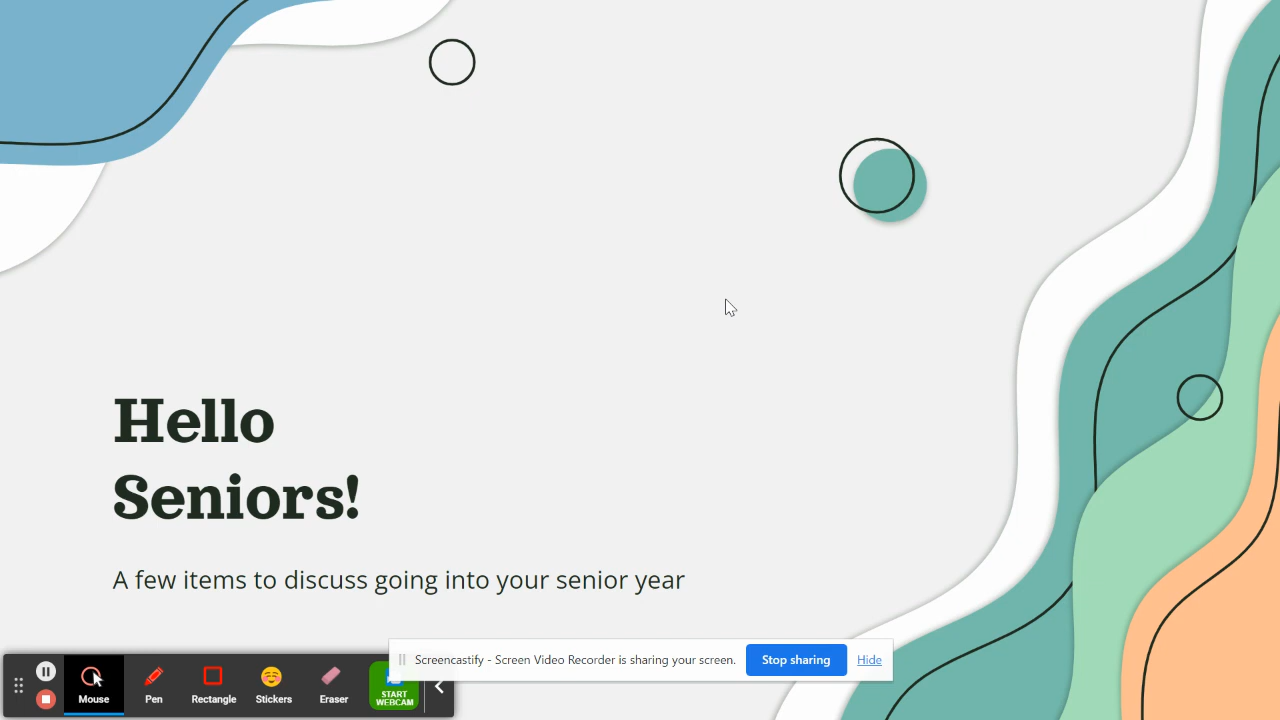 Hello
Seniors!
A few items to discuss going into your senior year
Screencastify - Screen Video Recorder is sharing your screen.
Stop sharing
Hide
Mouse
Pen
Rectangle
Stickers
Eraser
START
WEBCAM